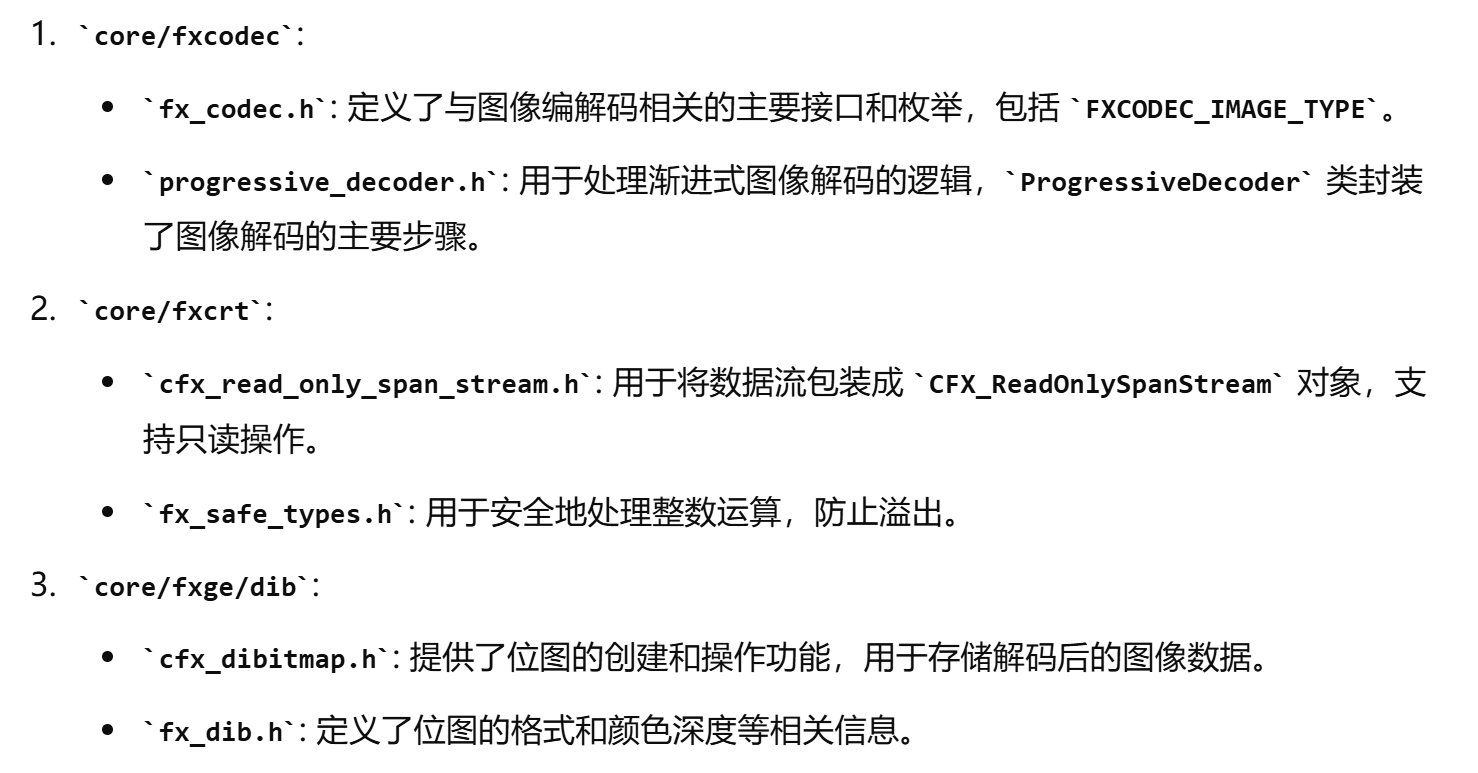 1. `core/fxcodec`:
• `fx_codec.h`: 定义了与图像编解码相关的主要接口和枚举，包括 `FXCODEC_IMAGE_TYPE`。
• `progressive_decoder.h`: 用于处理渐进式图像解码的逻辑，`ProgressiveDecoder` 类封装
了图像解码的主要步骤。
2. `core/fxcrt`:
• `cfx_read_only_span_stream.h`: 用于将数据流包装成 `CFX_ReadOnlySpanStream` 对象，支
持只读操作。
• `fx_safe_types.h`: 用于安全地处理整数运算，防止溢出。
3. `core/fxge/dib`:
• `cfx_dibitmap.h`: 提供了位图的创建和操作功能，用于存储解码后的图像数据。
• `fx_dib.h`: 定义了位图的格式和颜色深度等相关信息。